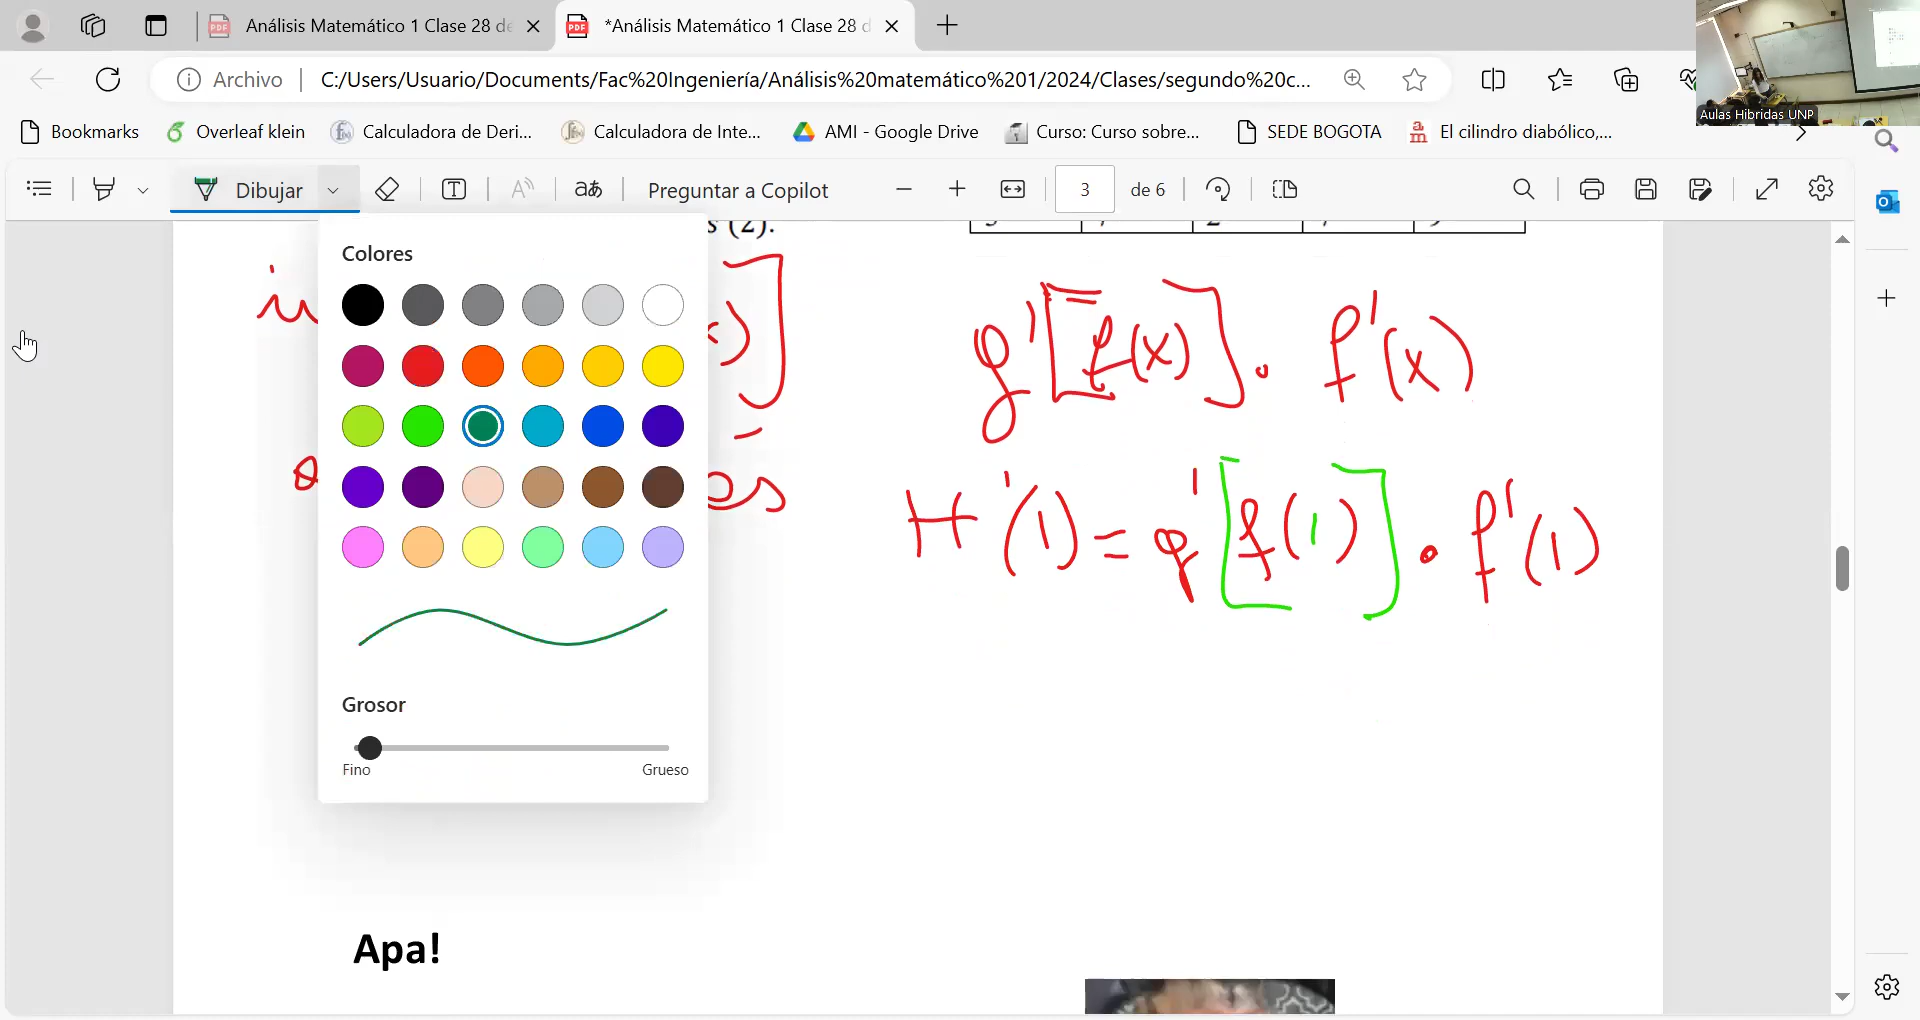 Análisis Matemático 1 Clase 28 de
*Análisis Matemático 1 Clase 28 d
Archivo
C:/Users/Usuario/Documents/Fac%20Ingeniería/Análisis%20matemático%201/2024/Clases/segundo%20c...
Aulas Hibridas UNP
Bookmarks
Overleaf klein
Calculadora de Deri...
Calculadora de Inte...
AMI - Google Drive
Curso: Curso sobre...
SEDE BOGOTA
El cilindro diabólico,...
Dibujar
Preguntar a Copilot
3 de 6
(2).
Colores
g'[f(x)] · f'(x)
H'(1) = g'[f(1)] · f'(1)
Grosor
Fino
Grueso
Apa!